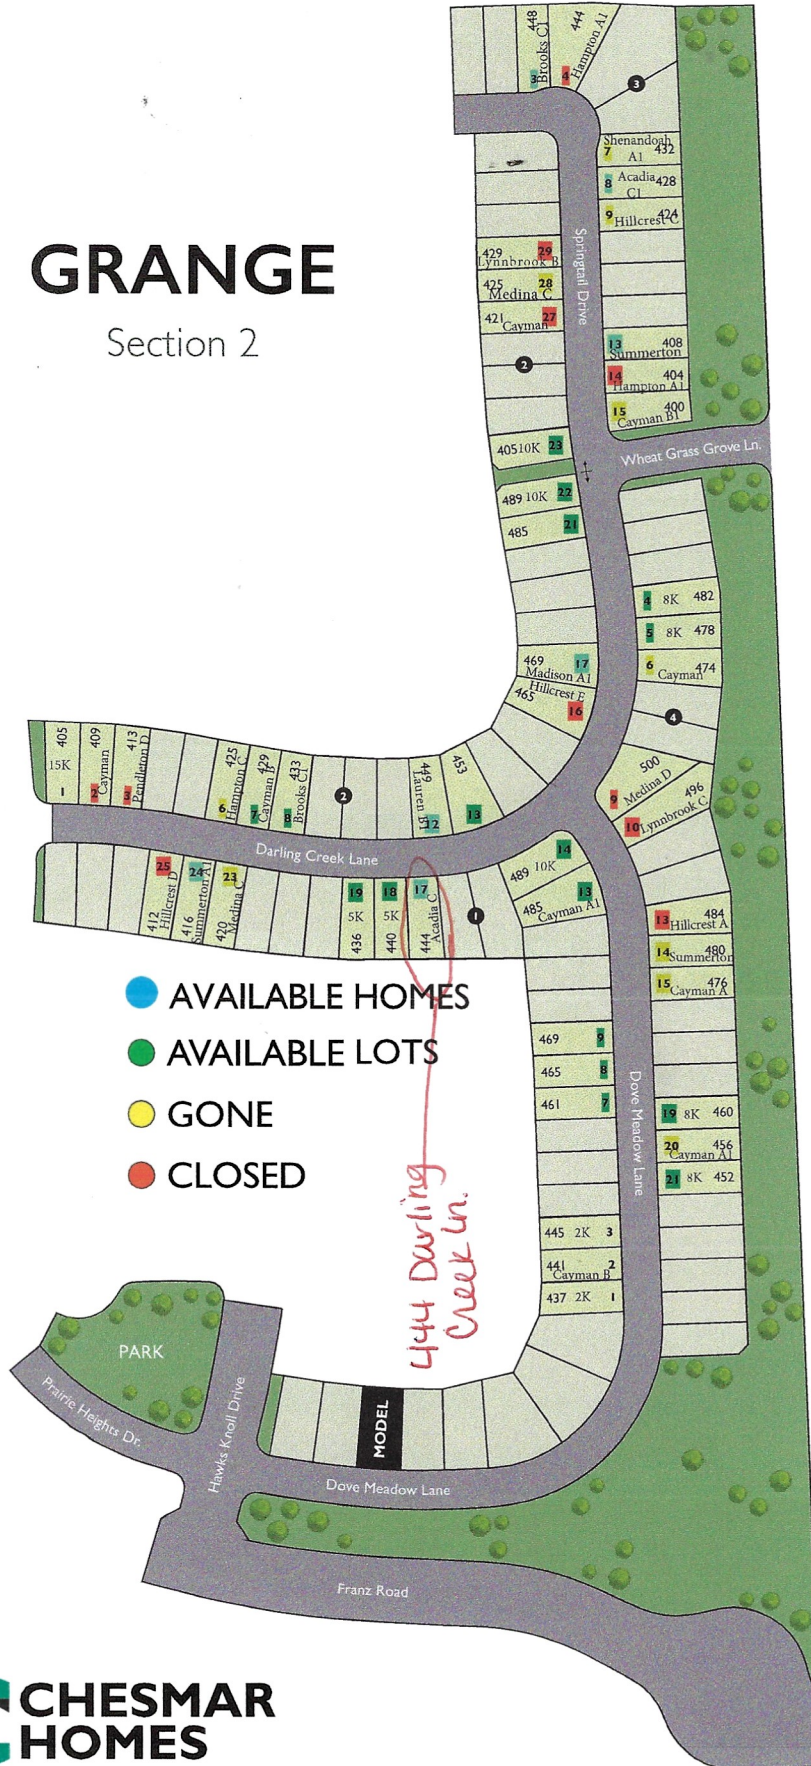 GRANGE
Section 2
448
Brooks C1
3
444
Hampton A1
4
3
Shenandoah
7 A1 432
8 Acadia 428
C1
9 Hillcrest C 424
429 29
Lynnbrook B
425 28
Medina C
421 Cayman 27
2
Springtail Drive
13 408
Summerton
14 404
Hampton A1
15 400
Cayman B1
405 10K 23
Wheat Grass Grove Ln.
489 10K 22
485 21
4 8K 482
5 8K 478
6 Cayman 474
4
469 17
Madison A1
465 Hillcrest E
16
405
15K
1
409
Cayman
2
413
Pendleton D
3
425
Hampton C
6
429
Cayman B
7
433
Brooks C1
8
2
449
Lauren B1
12
453
13
500
Medina D
9
496
Lynnbrook C
10
Darling Creek Lane
25
412
Hillcrest D
24
416
Summerton A1
23
420
Medina C
19
5K
436
18
5K
440
17
444
Acadia C
1
489 10K 14
485 13
Cayman A1
13 484
Hillcrest A
14 480
Summerton
15 476
Cayman A
AVAILABLE HOMES
AVAILABLE LOTS
GONE
CLOSED
469 9
465 8
461 7
Dove Meadow Lane
19 8K 460
20 456
Cayman A1
21 8K 452
445 2K 3
441 2
Cayman B
437 2K 1
444 Darling
Creek Ln.
PARK
Prairie Heights Dr.
Hawks Knoll Drive
MODEL
Dove Meadow Lane
Franz Road
CHESMAR
HOMES